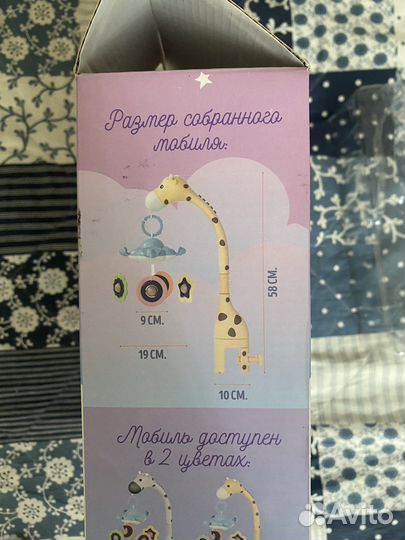 Размер собранного
мобиля:
58 СМ.
9 СМ.
19 СМ.
10 СМ.
Мобиль доступен
в 2 цветах:
Avito